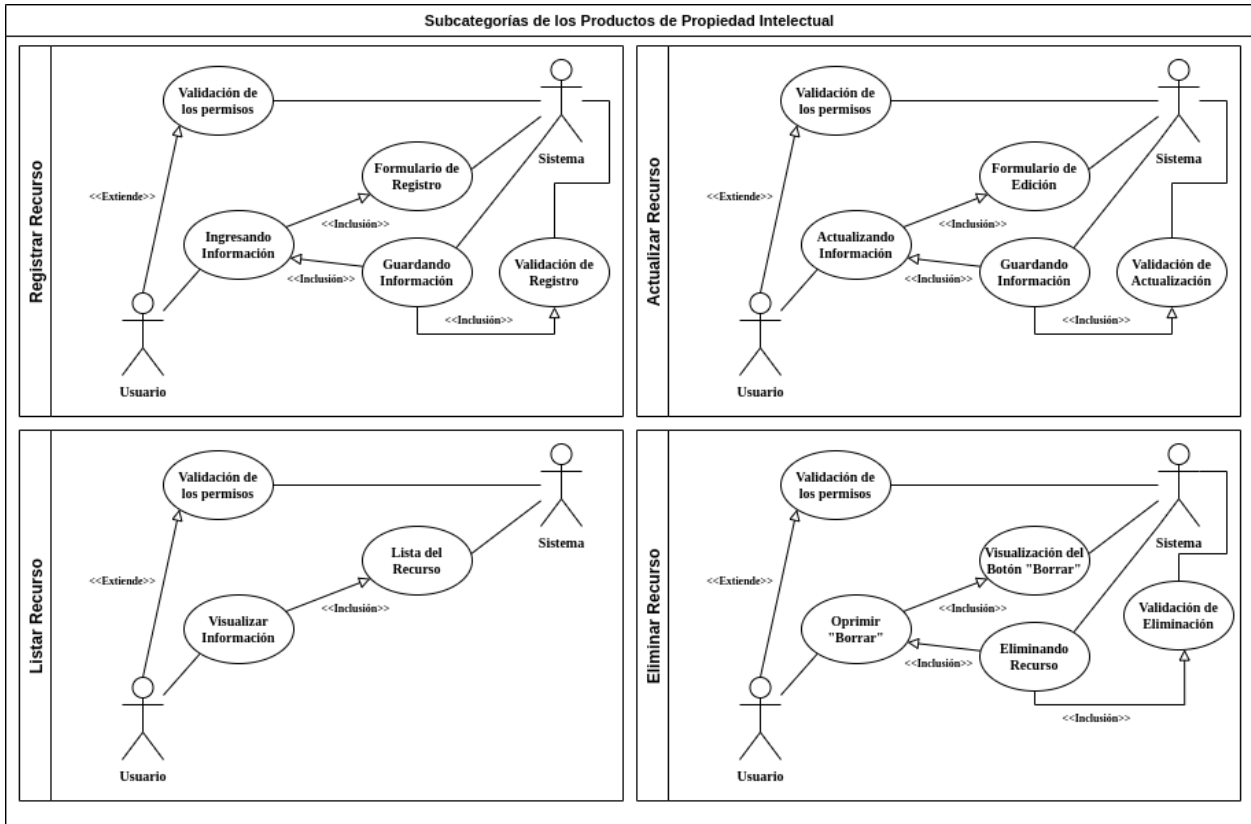 Subcategorías de los Productos de Propiedad Intelectual
Registrar Recurso
Validación de
los permisos
Sistema
Formulario de
Registro
<<Extiende>>
<<Inclusión>>
Ingresando
Información
<<Inclusión>>
Guardando
Información
Validación de
Registro
<<Inclusión>>
Usuario
Actualizar Recurso
Validación de
los permisos
Sistema
Formulario de
Edición
<<Extiende>>
<<Inclusión>>
Actualizando
Información
<<Inclusión>>
Guardando
Información
Validación de
Actualización
<<Inclusión>>
Usuario
Listar Recurso
Validación de
los permisos
Sistema
Lista del
Recurso
<<Extiende>>
<<Inclusión>>
Visualizar
Información
Usuario
Eliminar Recurso
Validación de
los permisos
Sistema
Visualización del
Botón "Borrar"
<<Extiende>>
<<Inclusión>>
Validación de
Eliminación
Oprimir
"Borrar"
<<Inclusión>>
Eliminando
Recurso
<<Inclusión>>
Usuario